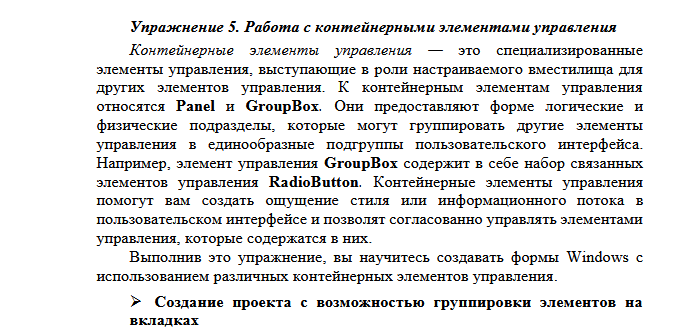 Упражнение 5. Работа с контейнерными элементами управления
Контейнерные элементы управления — это специализированные
элементы управления, выступающие в роли настраиваемого вместилища для
других элементов управления. К контейнерным элементам управления
относятся Panel и GroupBox. Они предоставляют форме логические и
физические подразделы, которые могут группировать другие элементы
управления в единообразные подгруппы пользовательского интерфейса.
Например, элемент управления GroupBox содержит в себе набор связанных
элементов управления RadioButton. Контейнерные элементы управления
помогут вам создать ощущение стиля или информационного потока в
пользовательском интерфейсе и позволят согласованно управлять элементами
управления, которые содержатся в них.
Выполнив это упражнение, вы научитесь создавать формы Windows с
использованием различных контейнерных элементов управления.
➢ Создание проекта с возможностью группировки элементов на
вкладках